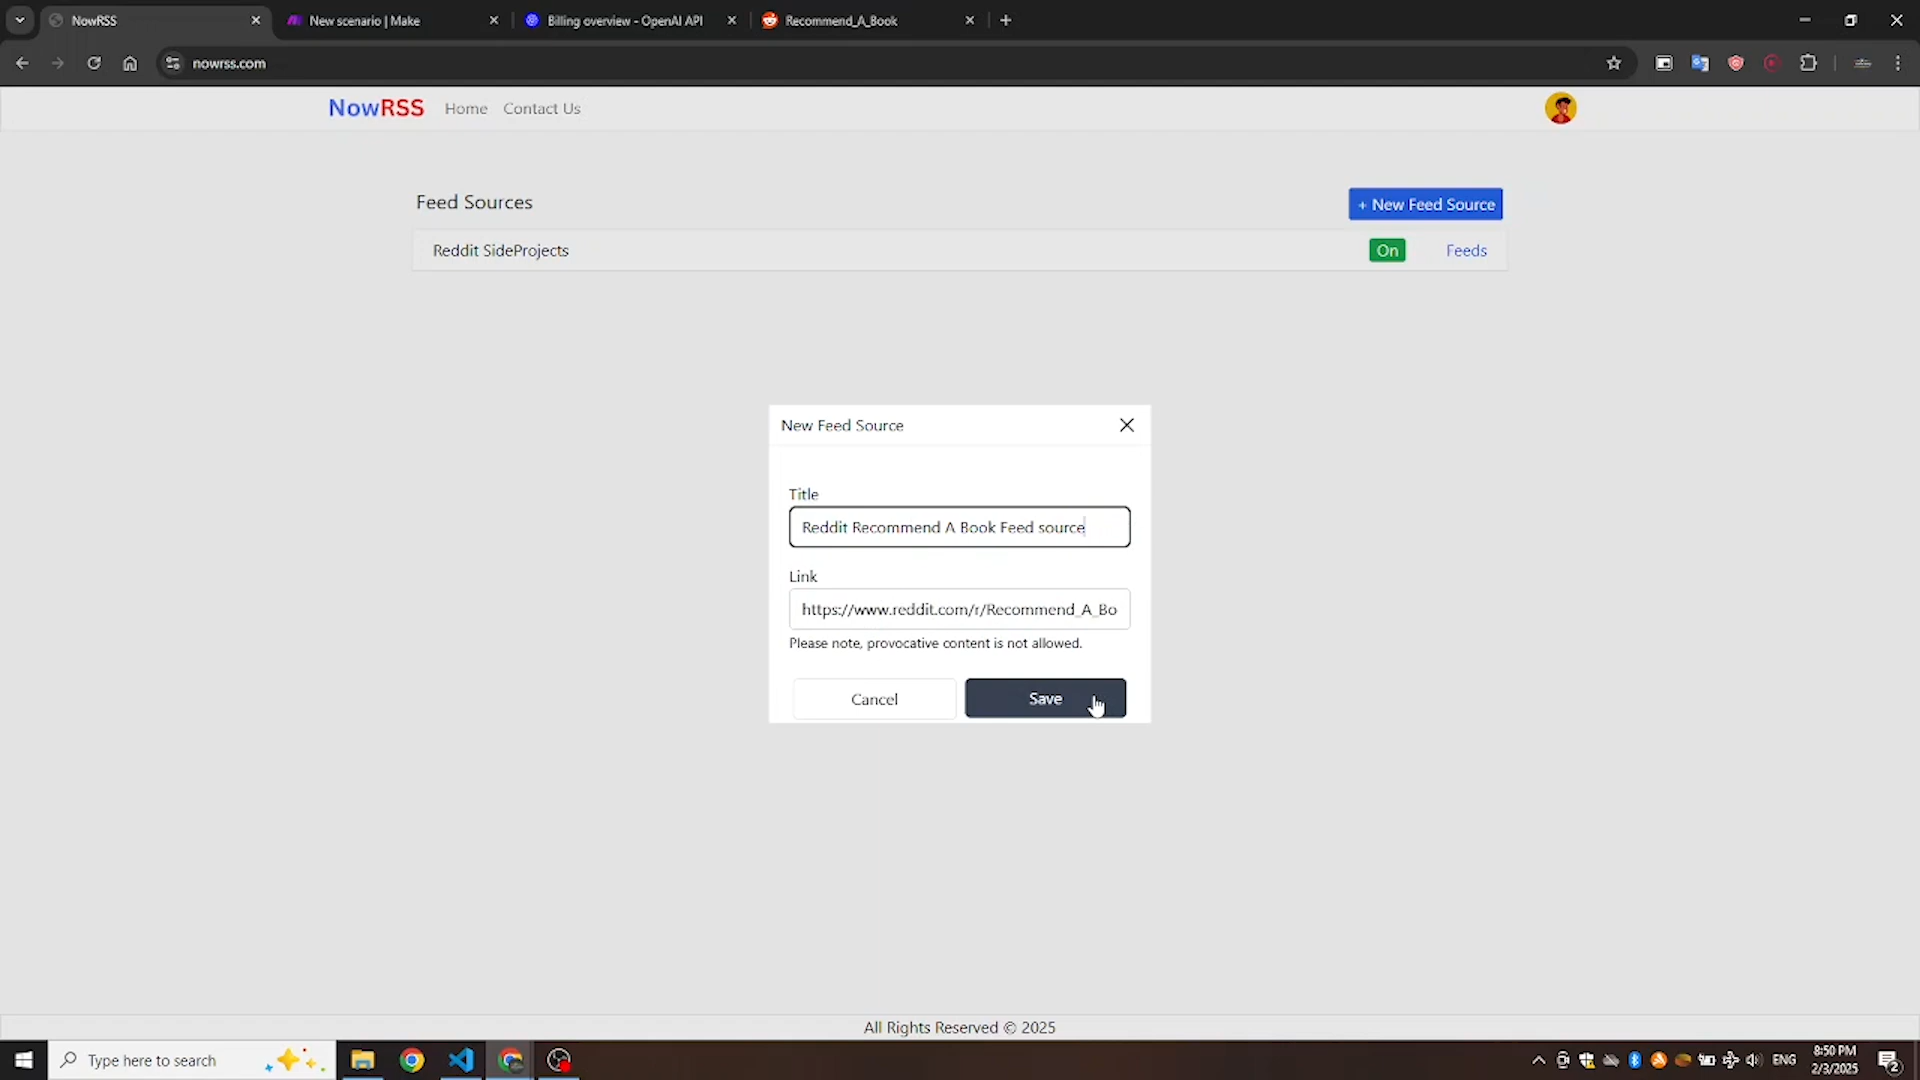 NowRSS
New scenario | Make
Billing overview - OpenAI API
Recommend_A_Book
nowrss.com
NowRSS Home Contact Us
Feed Sources
+ New Feed Source
Reddit SideProjects
On
Feeds
New Feed Source
Title
Reddit Recommend A Book Feed source
Link
https://www.reddit.com/r/Recommend_A_Bo
Please note, provocative content is not allowed.
Cancel
Save
All Rights Reserved © 2025
Type here to search
ENG
8:50 PM
2/3/2025
2